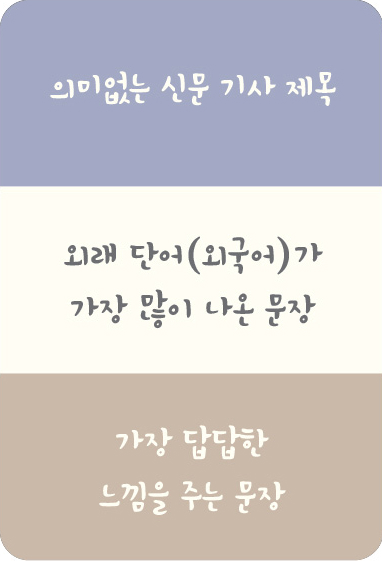 의미없는 신문 기사 제목
외래 단어(외국어)가
가장 많이 나온 문장
가장 답답한
느낌을 주는 문장